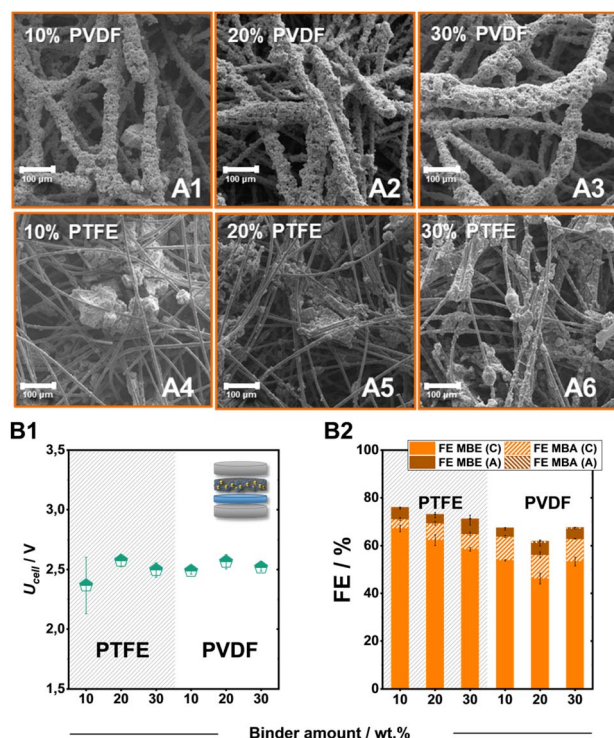 10% PVDF
20% PVDF
30% PVDF
100 µm
A1
100 µm
A2
100 µm
A3
10% PTFE
20% PTFE
30% PTFE
100 µm
A4
100 µm
A5
100 µm
A6
B1
3,5
3,0
2,5
2,0
1,5
Ucell / V
PTFE
PVDF
10 20 30 10 20 30
B2
FE MBE (C) FE MBA (C)
FE MBE (A) FE MBA (A)
100
80
60
40
20
0
FE / %
PTFE
PVDF
10 20 30 10 20 30
Binder amount / wt.%